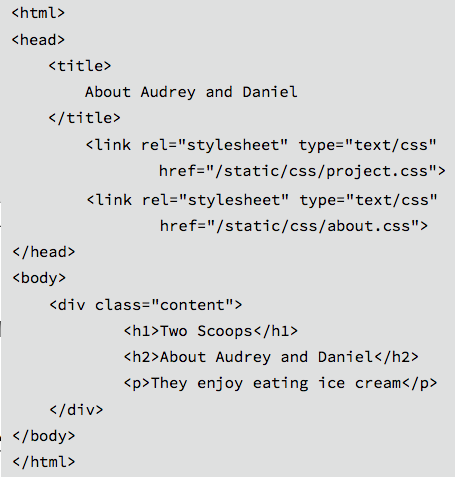 <html>
<head>
<title>
About Audrey and Daniel
</title>
<link rel="stylesheet" type="text/css"
href="/static/css/project.css">
<link rel="stylesheet" type="text/css"
href="/static/css/about.css">
</head>
<body>
<div class="content">
<h1>Two Scoops</h1>
<h2>About Audrey and Daniel</h2>
<p>They enjoy eating ice cream</p>
</div>
</body>
</html>